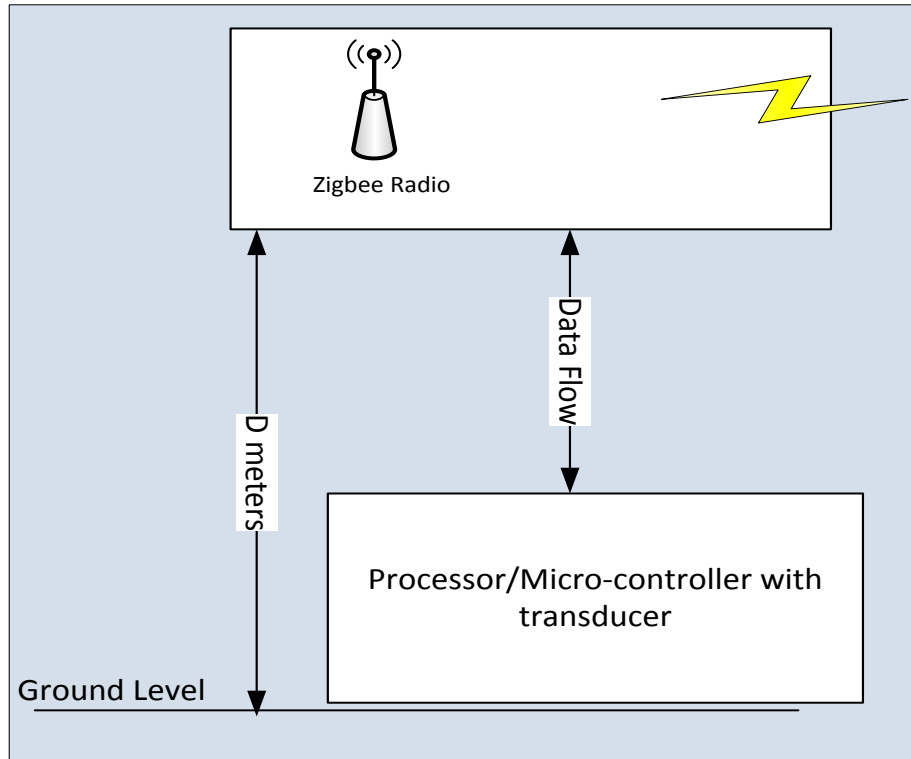 Zigbee Radio
Data Flow
D meters
Processor/Micro-controller with
transducer
Ground Level